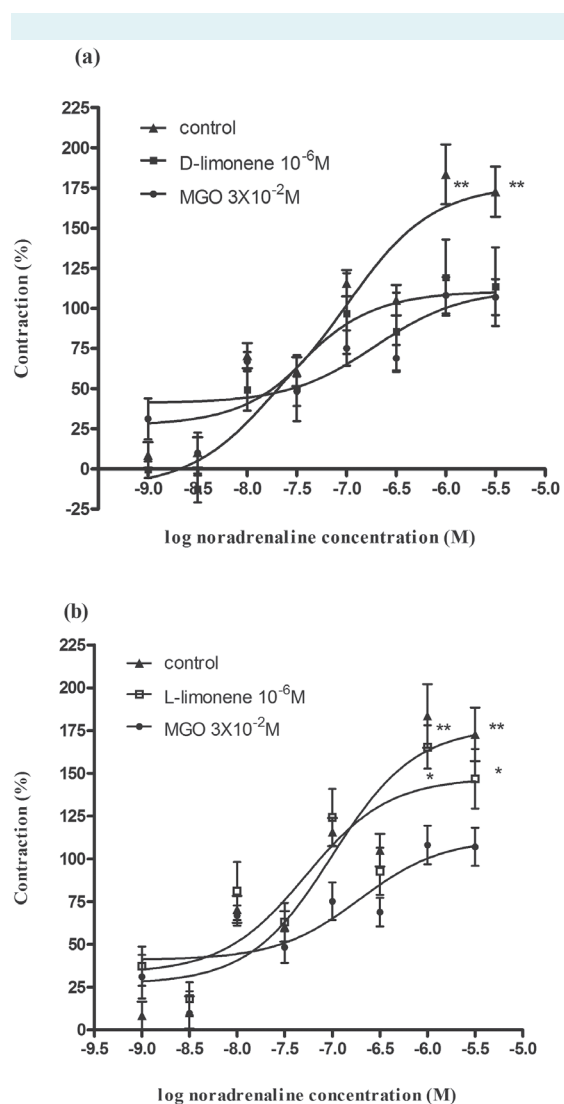 (a)
225
200
175
150
125
100
75
50
25
0
-25
control
D-limonene 10-6M
MGO 3X10-2M
**
**
-9.0 -8.5 -8.0 -7.5 -7.0 -6.5 -6.0 -5.5 -5.0
Contraction (%)
log noradrenaline concentration (M)
(b)
225
200
175
150
125
100
75
50
25
0
control
L-limonene 10-6M
MGO 3X10-2M
**
**
*
*
-9.5 -9.0 -8.5 -8.0 -7.5 -7.0 -6.5 -6.0 -5.5 -5.0
Contraction (%)
log noradrenaline concentration (M)